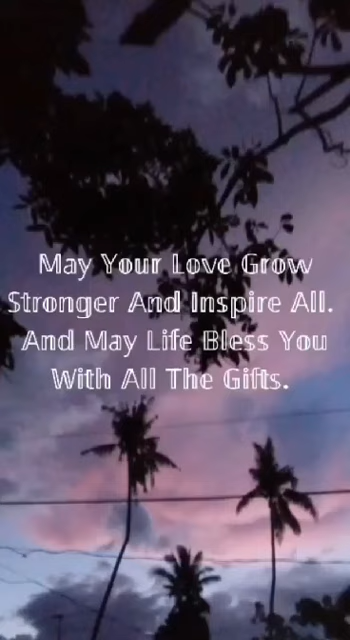 May Your Love Grow
Stronger And Inspire All.
And May Life Bless You
With All The Gifts.